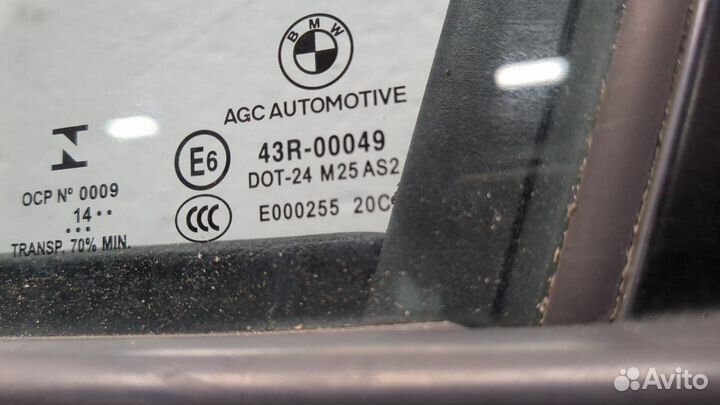 BMW
AGC AUTOMOTIVE
E6 43R-00049
DOT-24 M25 AS2
CCC E000255
OCP Nº 0009
14··
...
TRANSP. 70% MIN.
Avito